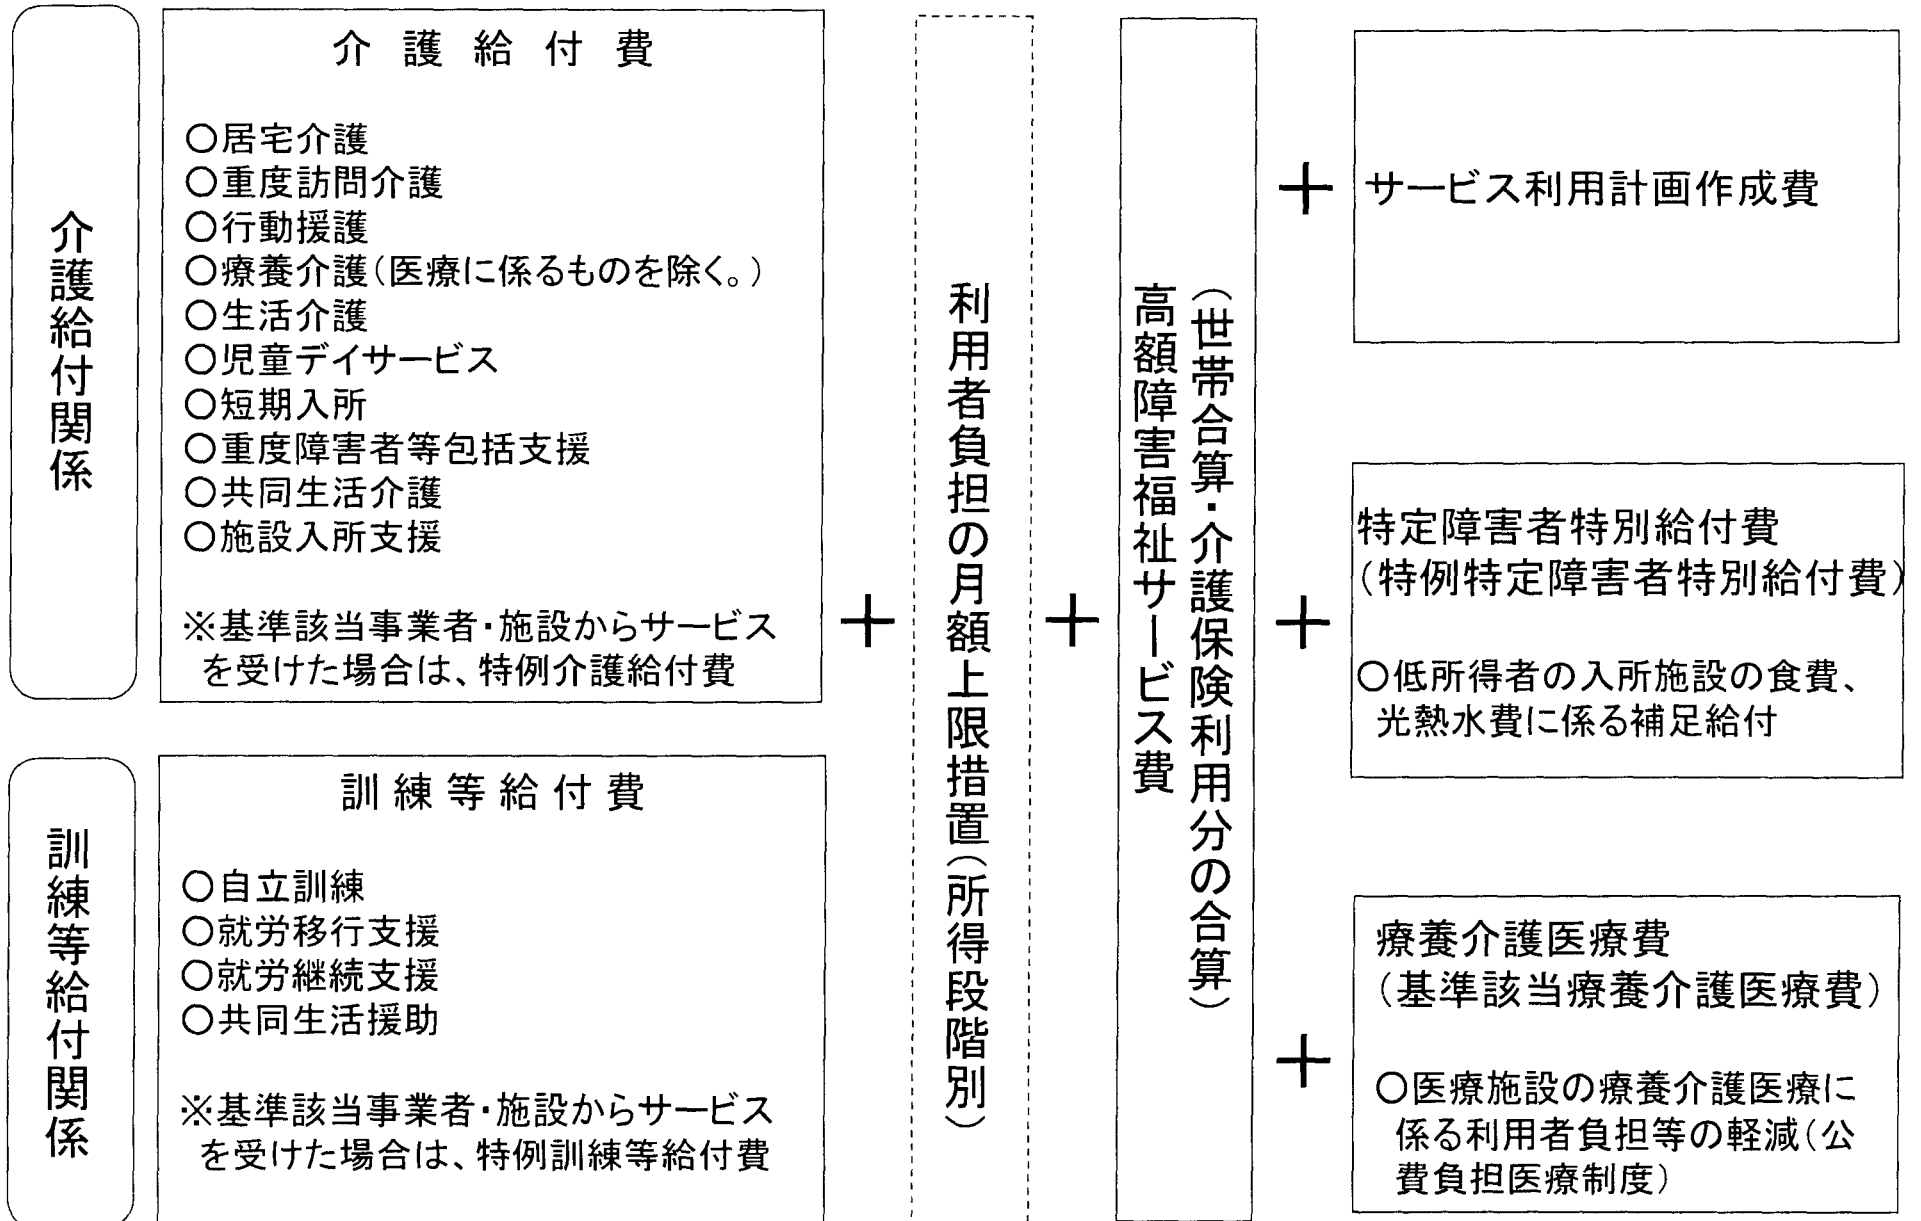 介護給付関係
介護給付費
○居宅介護
○重度訪問介護
○行動援護
○療養介護(医療に係るものを除く。)
○生活介護
○児童デイサービス
○短期入所
○重度障害者等包括支援
○共同生活介護
○施設入所支援
※基準該当事業者・施設からサービス
を受けた場合は、特例介護給付費
訓練等給付関係
訓練等給付費
○自立訓練
○就労移行支援
○就労継続支援
○共同生活援助
※基準該当事業者・施設からサービス
を受けた場合は、特例訓練等給付費
+
利用者負担の月額上限措置(所得段階別)
+
高額障害福祉サービス費
(世帯合算・介護保険利用分の合算)
+
サービス利用計画作成費
+
特定障害者特別給付費
(特例特定障害者特別給付費)
○低所得者の入所施設の食費、
光熱水費に係る補足給付
+
療養介護医療費
(基準該当療養介護医療費)
○医療施設の療養介護医療に
係る利用者負担等の軽減(公
費負担医療制度)